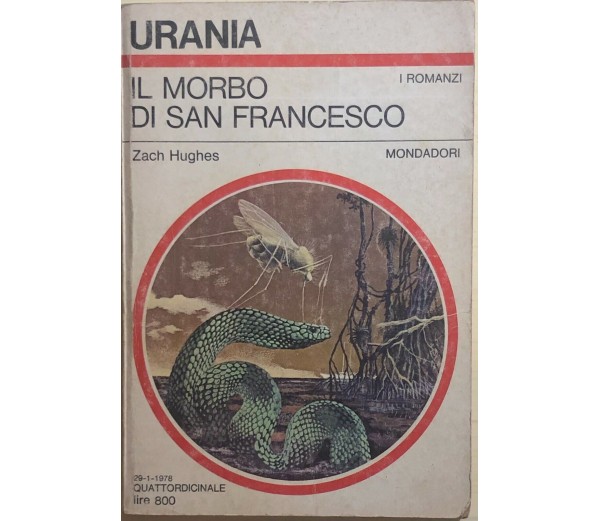 URANIA
IL MORBO
DI SAN FRANCESCO
I ROMANZI
Zach Hughes
MONDADORI
29-1-1978
QUATTORDICINALE
lire 800